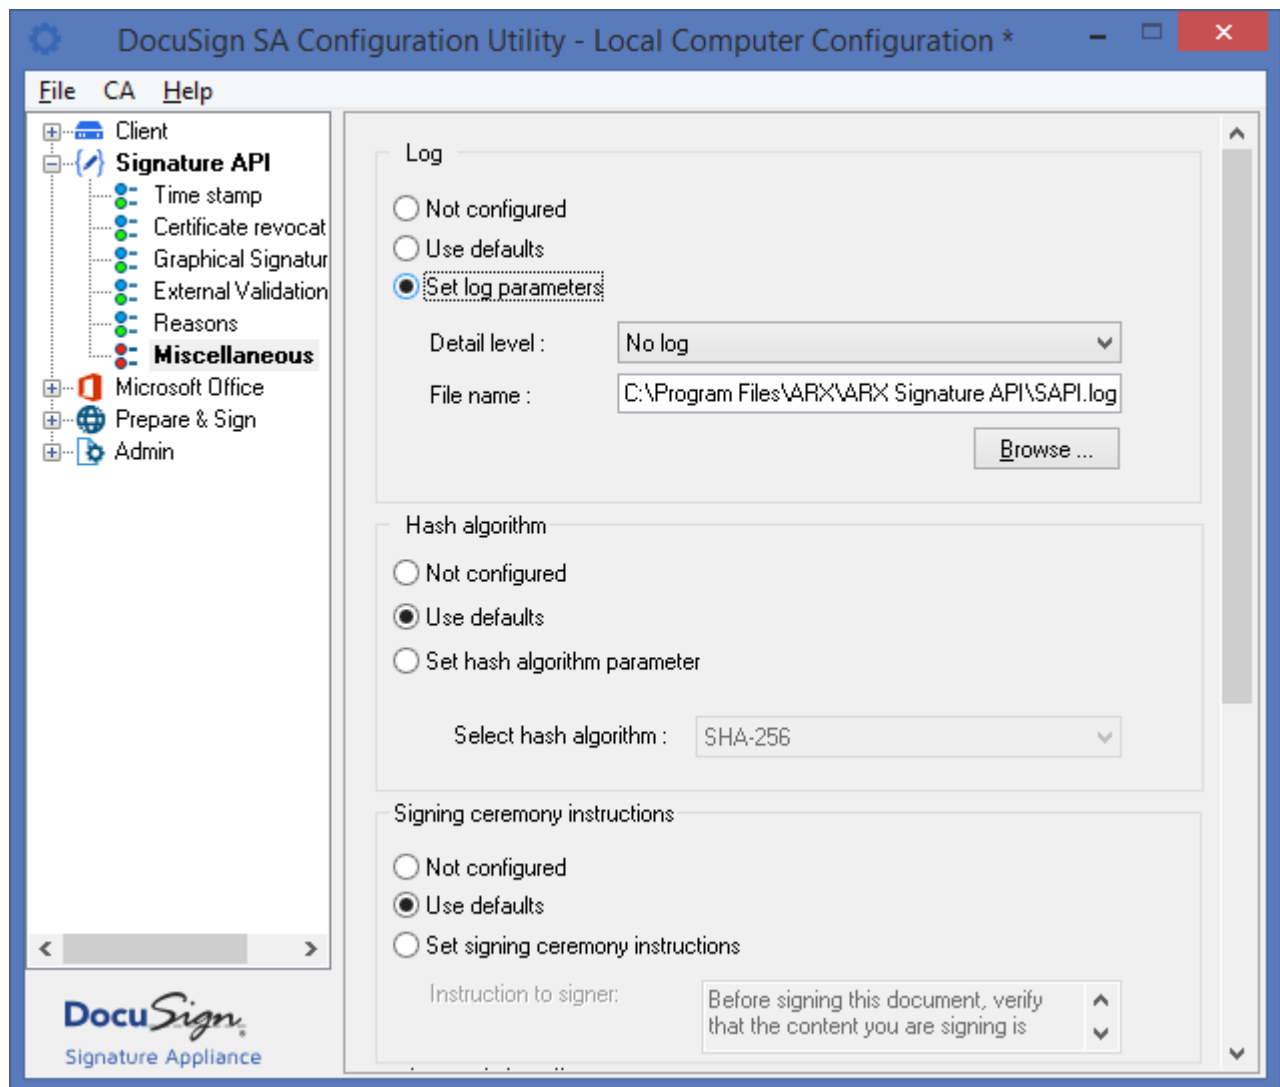 DocuSign SA Configuration Utility - Local Computer Configuration *
File CA Help
Client
Signature API
Time stamp
Certificate revocat
Graphical Signatur
External Validation
Reasons
Miscellaneous
Microsoft Office
Prepare & Sign
Admin
DocuSign
Signature Appliance
Log
Not configured
Use defaults
Set log parameters
Detail level : No log
File name : C:\Program Files\ARX\ARX Signature API\SAPI.log
Browse ...
Hash algorithm
Not configured
Use defaults
Set hash algorithm parameter
Select hash algorithm : SHA-256
Signing ceremony instructions
Not configured
Use defaults
Set signing ceremony instructions
Instruction to signer: Before signing this document, verify
that the content you are signing is